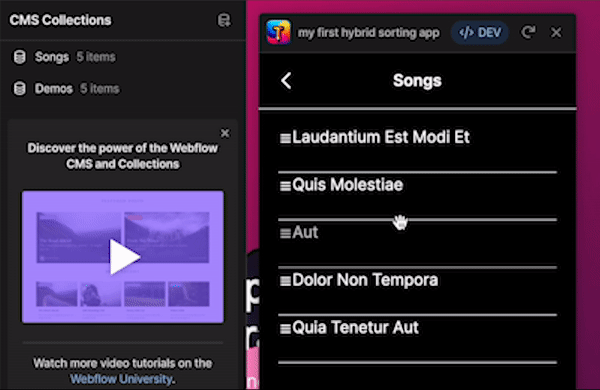 CMS Collections
Songs 5 items
Demos 5 items
Discover the power of the Webflow
CMS and Collections
Watch more video tutorials on the
Webflow University.
my first hybrid sorting app
</> DEV
Songs
Laudantium Est Modi Et
Quis Molestiae
Aut
Dolor Non Tempora
Quia Tenetur Aut